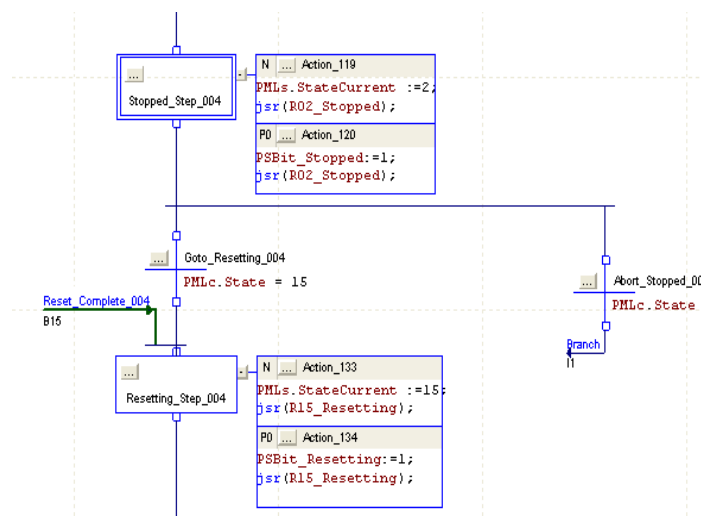 N ... Action_119
...
PMLs.StateCurrent :=2;
Stopped_Step_004
jsr(R02_Stopped);
P0 ... Action_120
PSBit_Stopped:=1;
jsr(R02_Stopped);
... Goto_Resetting_004
PMLc.State = 15
... Abort_Stopped_00
PMLc.State
Reset_Complete_004
B15
Branch
I1
N ... Action_133
...
PMLs.StateCurrent :=15;
Resetting_Step_004
jsr(R15_Resetting);
P0 ... Action_134
PSBit_Resetting:=1;
jsr(R15_Resetting);